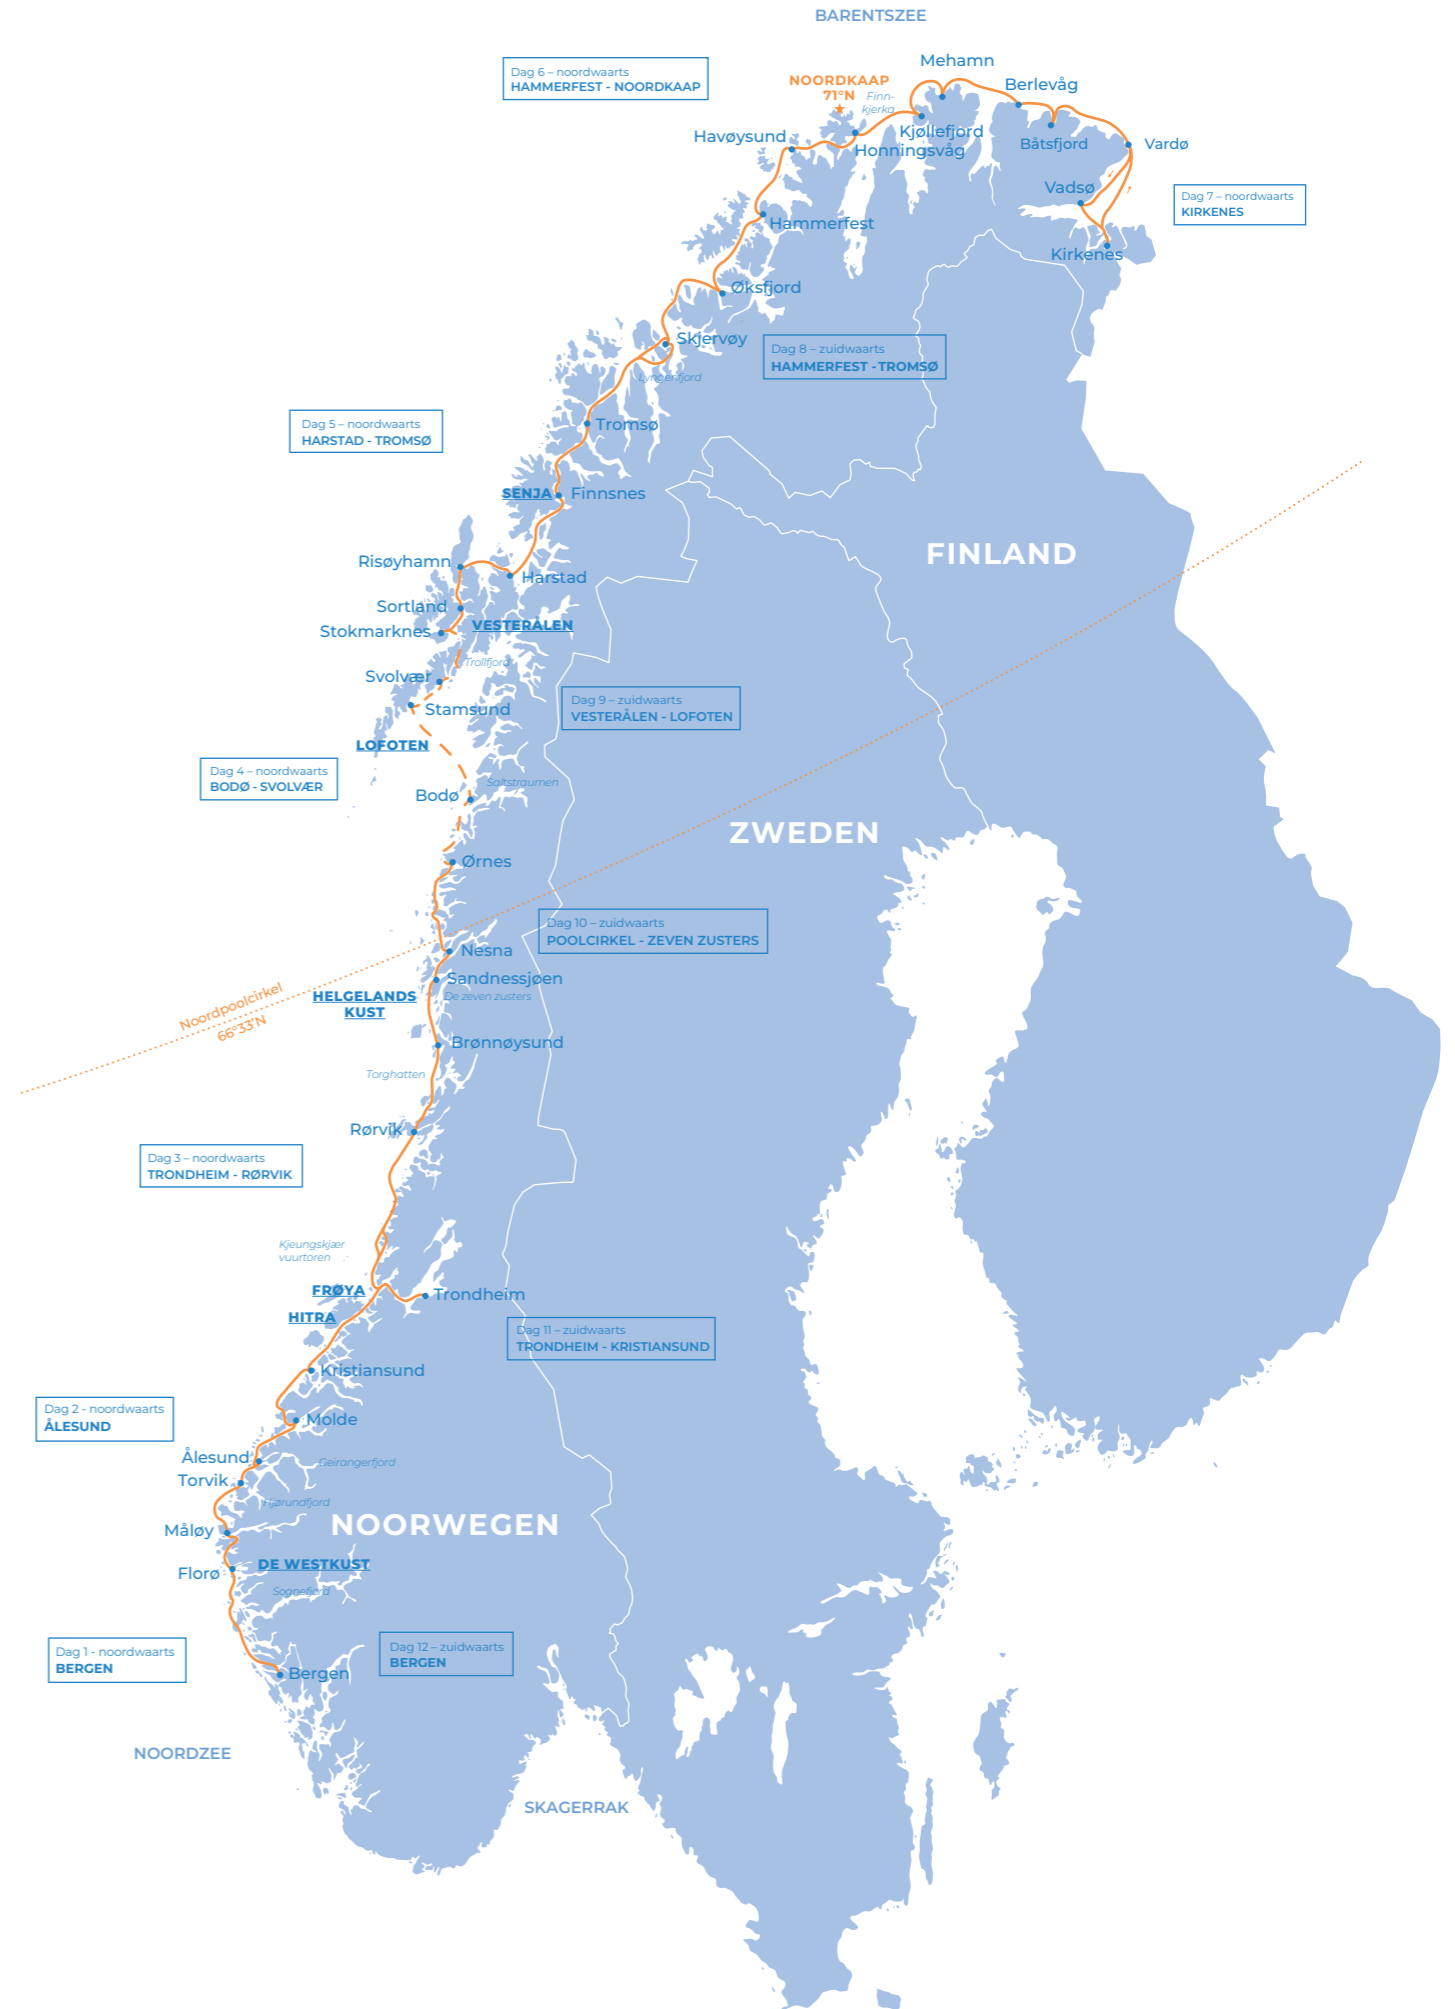 BARENTSZEE
Mehamn
Dag 6 – noordwaarts
HAMMERFEST - NOORDKAAP
NOORDKAAP
71°N
Finn-
kjerka
Berlevåg
Havøysund
Kjøllefjord
Honningsvåg
Båtsfjord
Vardø
Vadsø
Dag 7 – noordwaarts
KIRKENES
Hammerfest
Kirkenes
Øksfjord
Skjervøy
Dag 8 – zuidwaarts
HAMMERFEST - TROMSØ
Lyngenfjord
Dag 5 – noordwaarts
HARSTAD - TROMSØ
Tromsø
SENJA
Finnsnes
FINLAND
Risøyhamn
Harstad
Sortland
Stokmarknes
VESTERÅLEN
Trollfjord
Svolvær
Stamsund
Dag 9 – zuidwaarts
VESTERÅLEN - LOFOTEN
LOFOTEN
Dag 4 – noordwaarts
BODØ - SVOLVÆR
Saltstraumen
Bodø
ZWEDEN
Ørnes
Dag 10 – zuidwaarts
POOLCIRKEL - ZEVEN ZUSTERS
Nesna
Sandnessjøen
De zeven zusters
HELGELANDS
KUST
Noordpoolcirkel
66°33'N
Brønnøysund
Torghatten
Rørvik
Dag 3 – noordwaarts
TRONDHEIM - RØRVIK
Kjeungskjær
vuurtoren
FRØYA
Trondheim
HITRA
Dag 11 – zuidwaarts
TRONDHEIM - KRISTIANSUND
Kristiansund
Dag 2 - noordwaarts
ÅLESUND
Molde
Ålesund
Geirangerfjord
Torvik
Hjørundfjord
Måløy
NOORWEGEN
DE WESTKUST
Florø
Sognefjord
Dag 1 - noordwaarts
BERGEN
Dag 12 – zuidwaarts
BERGEN
Bergen
NOORDZEE
SKAGERRAK